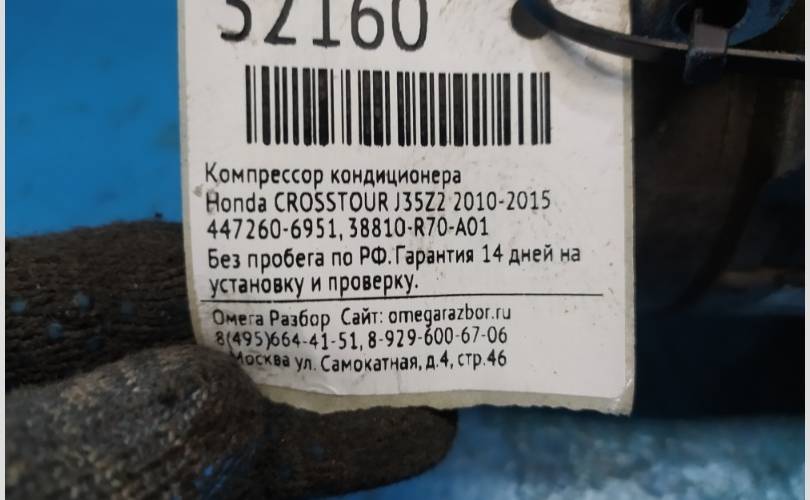 52160
Компрессор кондиционера
Honda CROSSTOUR J35Z2 2010-2015
447260-6951, 38810-R70-A01
Без пробега по РФ. Гарантия 14 дней на
установку и проверку.
Омега Разбор Сайт: omegarazbor.ru
8(495)664-41-51, 8-929-600-67-06
Москва ул. Самокатная, д.4, стр.46